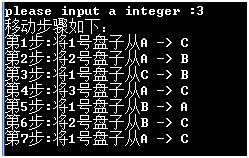 please input a integer :3
移动步骤如下:
第1步:将1号盘子从A -> C
第2步:将2号盘子从A -> B
第3步:将1号盘子从C -> B
第4步:将3号盘子从A -> C
第5步:将1号盘子从B -> A
第6步:将2号盘子从B -> C
第7步:将1号盘子从A -> C